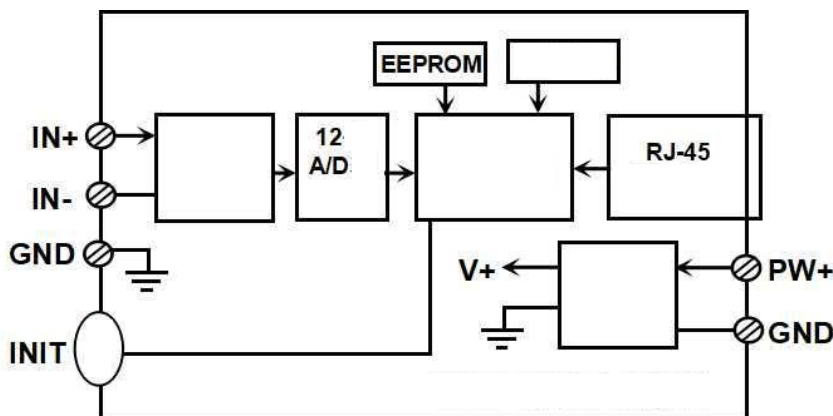 EEPROM
IN+
12
A/D
RJ-45
IN-
GND
V+
PW+
INIT
GND